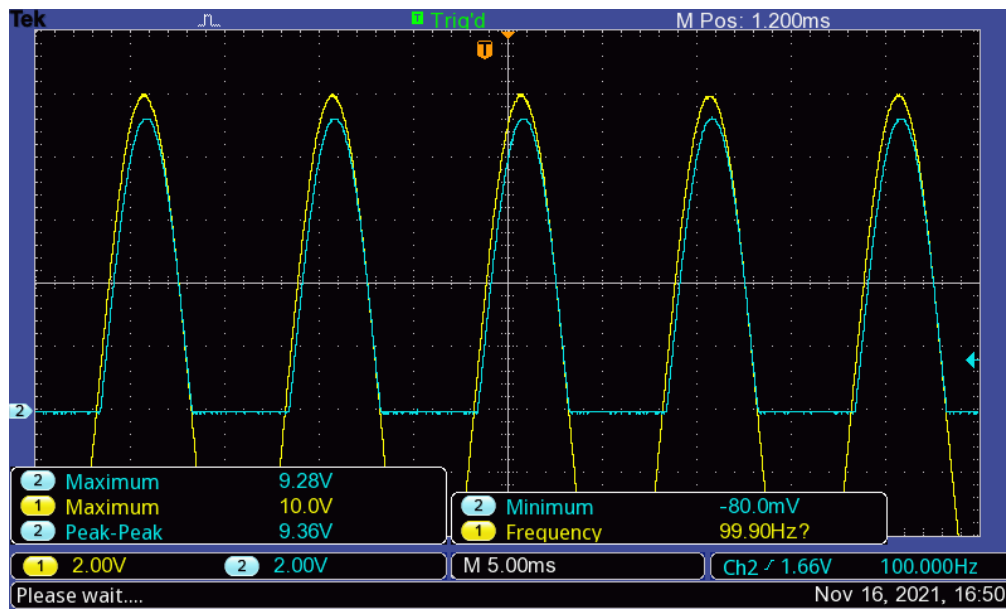 Tek T Trig'd M Pos: 1.200ms
T
2
2 Maximum 9.28V
1 Maximum 10.0V
2 Peak-Peak 9.36V
2 Minimum -80.0mV
1 Frequency 99.90Hz?
1 2.00V 2 2.00V M 5.00ms Ch2 / 1.66V 100.000Hz
Please wait.... Nov 16, 2021, 16:50